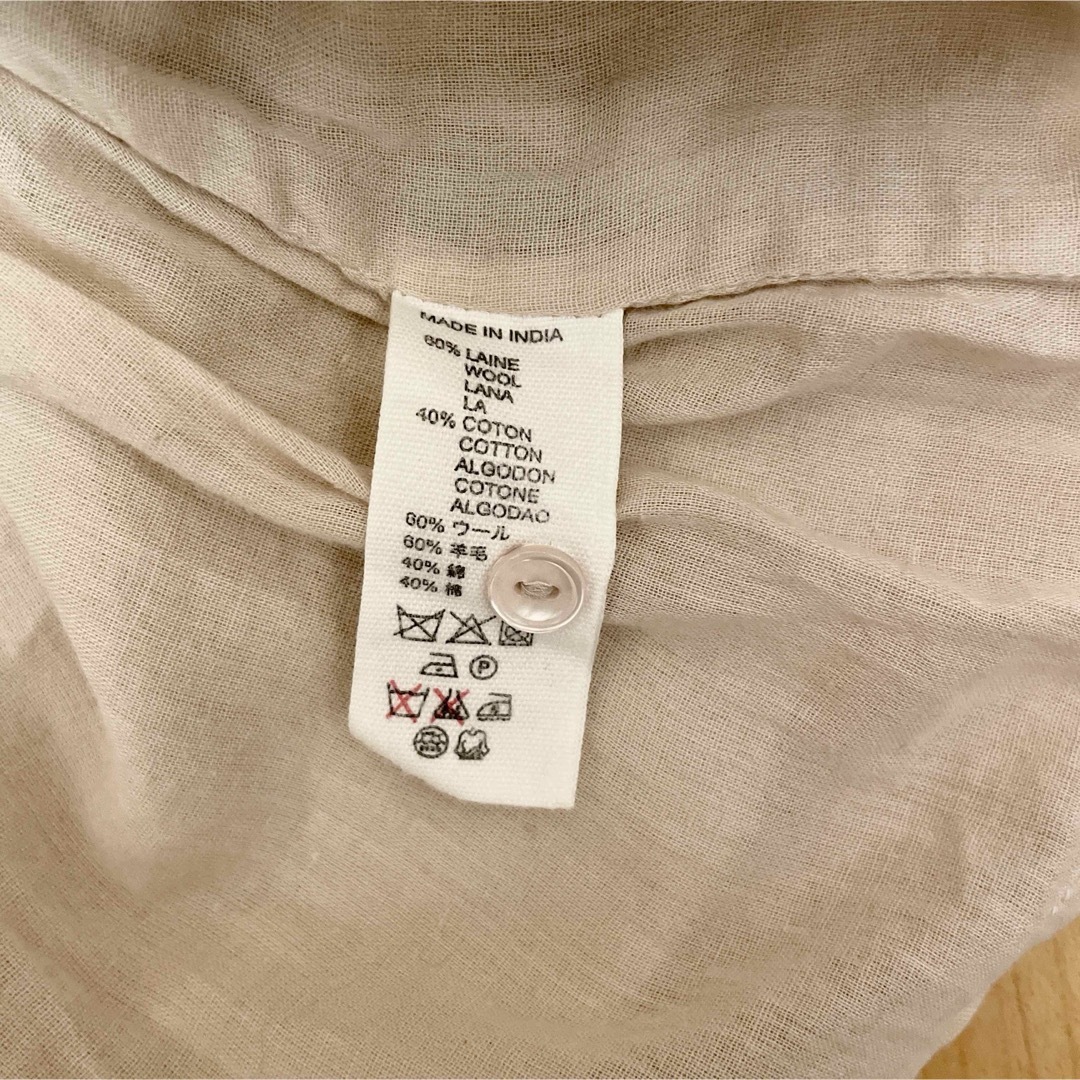 MADE IN INDIA
60% LAINE
WOOL
LANA
LA
40% COTON
COTTON
ALGODON
COTONE
ALGODAO
60% ウール
60% 羊毛
40% 綿
40% 棉
P